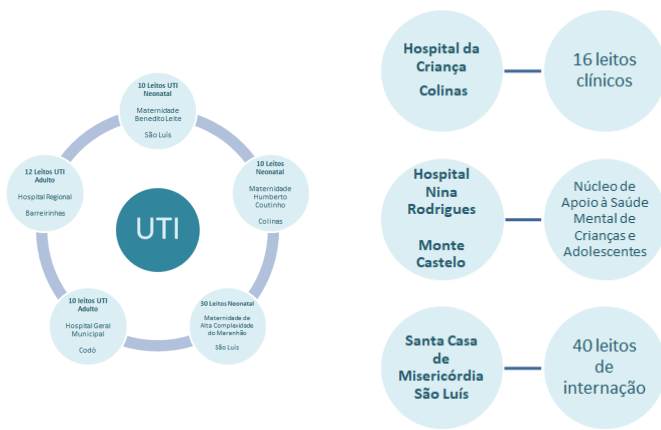 10 Leitos UTI
Neonatal
Maternidade
Benedito Leite
São Luís
10 Leitos
Neonatal
Maternidade
Humberto
Coutinho
Colinas
30 Leitos Neonatal
Maternidade de
Alta Complexidade
do Maranhão
São Luis
10 leitos UTI
Adulto
Hospital Geral
Municipal
Codó
12 Leitos UTI
Adulto
Hospital Regional
Barreirinhas
UTI
Hospital da
Criança
Colinas
16 leitos
clínicos
Hospital
Nina
Rodrigues
Monte
Castelo
Núcleo de
Apoio à Saúde
Mental de
Crianças e
Adolescentes
Santa Casa
de
Misericórdia
São Luís
40 leitos
de
internação